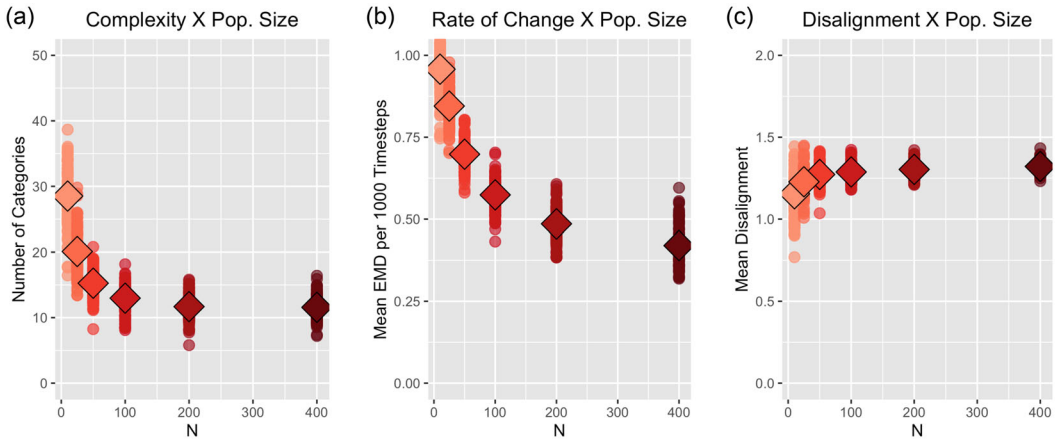 (a) Complexity X Pop. Size
Number of Categories
50
40
30
20
10
0
0 100 200 300 400
N
(b) Rate of Change X Pop. Size
Mean EMD per 1000 Timesteps
1.00
0.75
0.50
0.25
0.00
0 100 200 300 400
N
(c) Disalignment X Pop. Size
Mean Disalignment
2.0
1.5
1.0
0.5
0.0
0 100 200 300 400
N